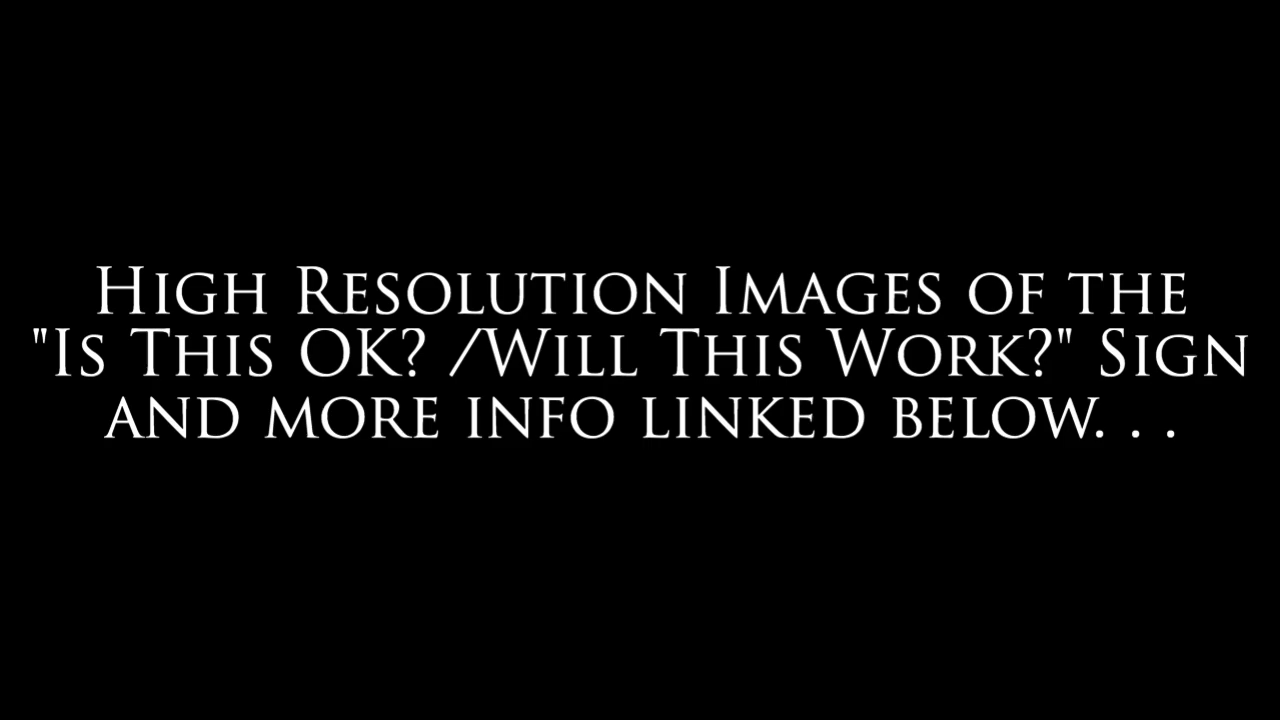 High Resolution Images of the
"Is This OK? /Will This Work?" Sign
and more info linked below. . .